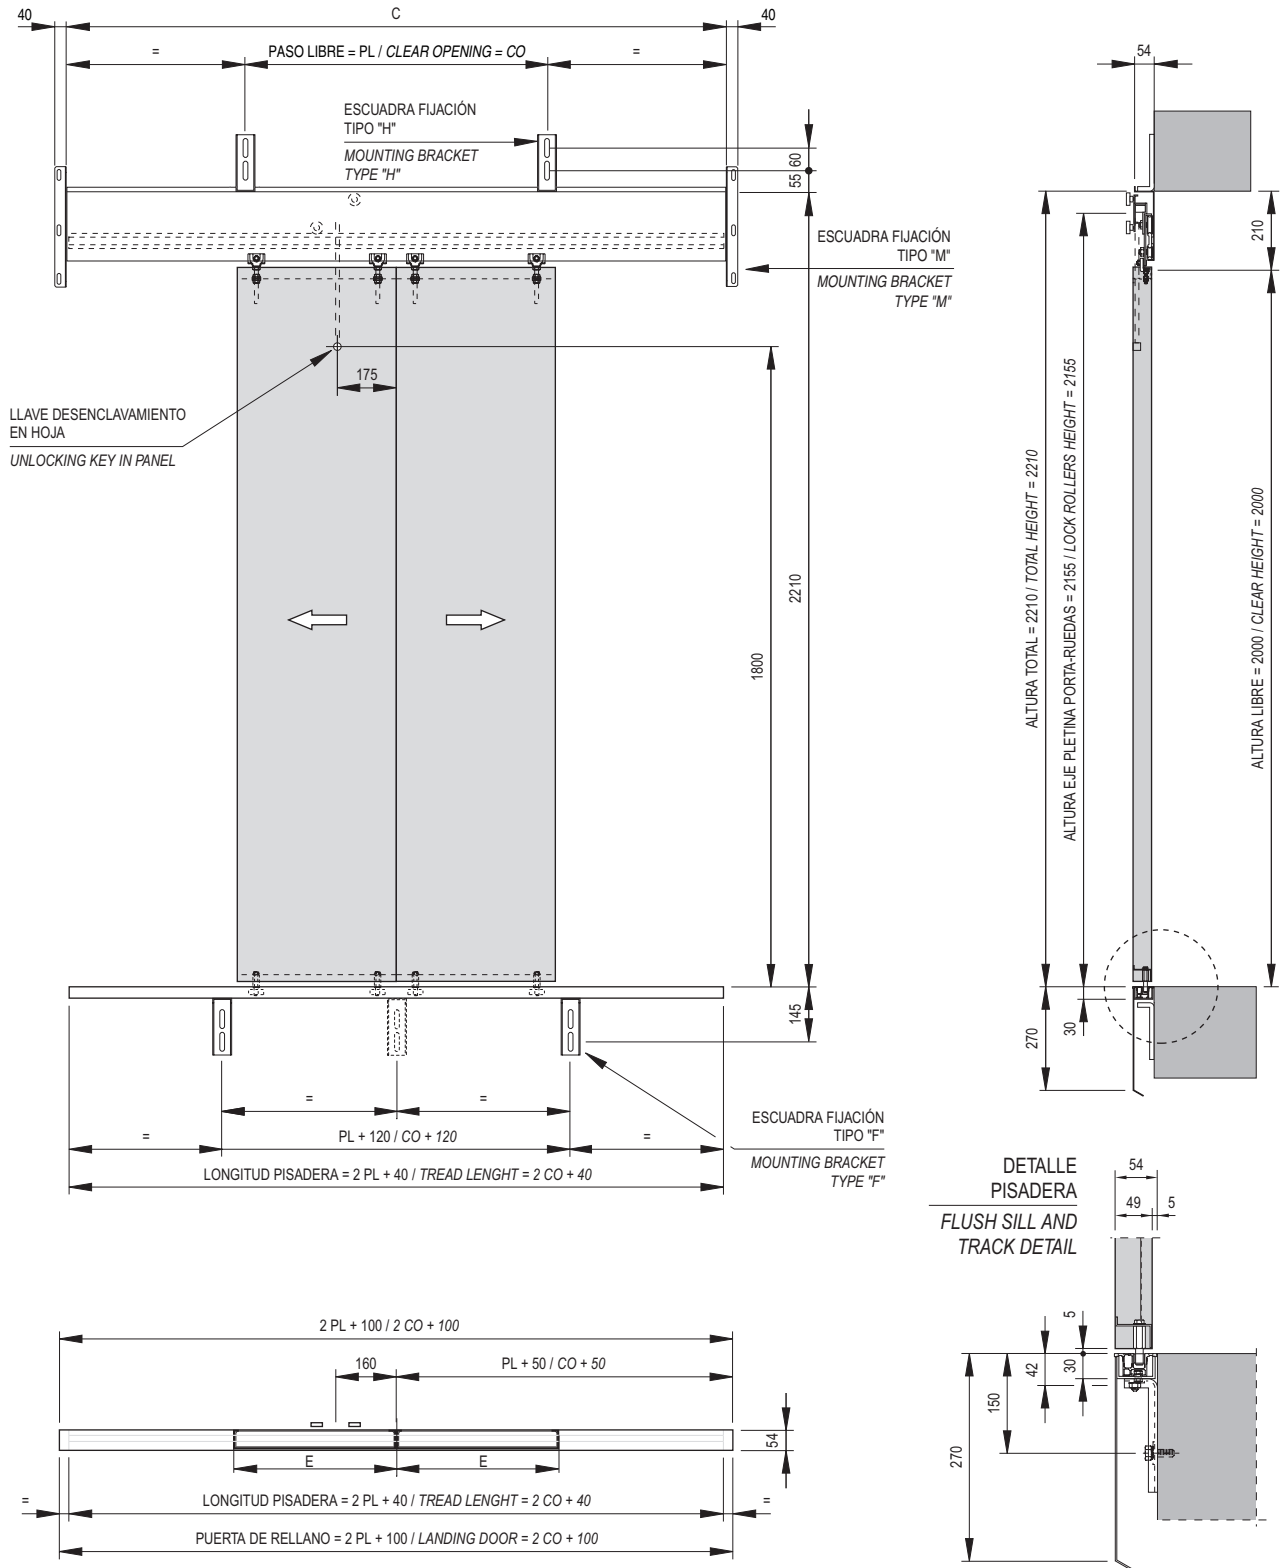 40
C
40
=
PASO LIBRE = PL / CLEAR OPENING = CO
=
54
ESCUADRA FIJACIÓN
TIPO "H"
MOUNTING BRACKET
TYPE "H"
60
55
210
ESCUADRA FIJACIÓN
TIPO "M"
MOUNTING BRACKET
TYPE "M"
175
LLAVE DESENCLAVAMIENTO
EN HOJA
UNLOCKING KEY IN PANEL
1800
2210
ALTURA TOTAL = 2210 / TOTAL HEIGHT = 2210
ALTURA EJE PLETINA PORTA-RUEDAS = 2155 / LOCK ROLLERS HEIGHT = 2155
ALTURA LIBRE = 2000 / CLEAR HEIGHT = 2000
145
270
30
=
=
=
PL + 120 / CO + 120
=
LONGITUD PISADERA = 2 PL + 40 / TREAD LENGHT = 2 CO + 40
ESCUADRA FIJACIÓN
TIPO "F"
MOUNTING BRACKET
TYPE "F"
DETALLE
PISADERA
FLUSH SILL AND
TRACK DETAIL
54
49
5
5
42
30
150
270
2 PL + 100 / 2 CO + 100
160
PL + 50 / CO + 50
54
E
E
=
LONGITUD PISADERA = 2 PL + 40 / TREAD LENGHT = 2 CO + 40
=
PUERTA DE RELLANO = 2 PL + 100 / LANDING DOOR = 2 CO + 100